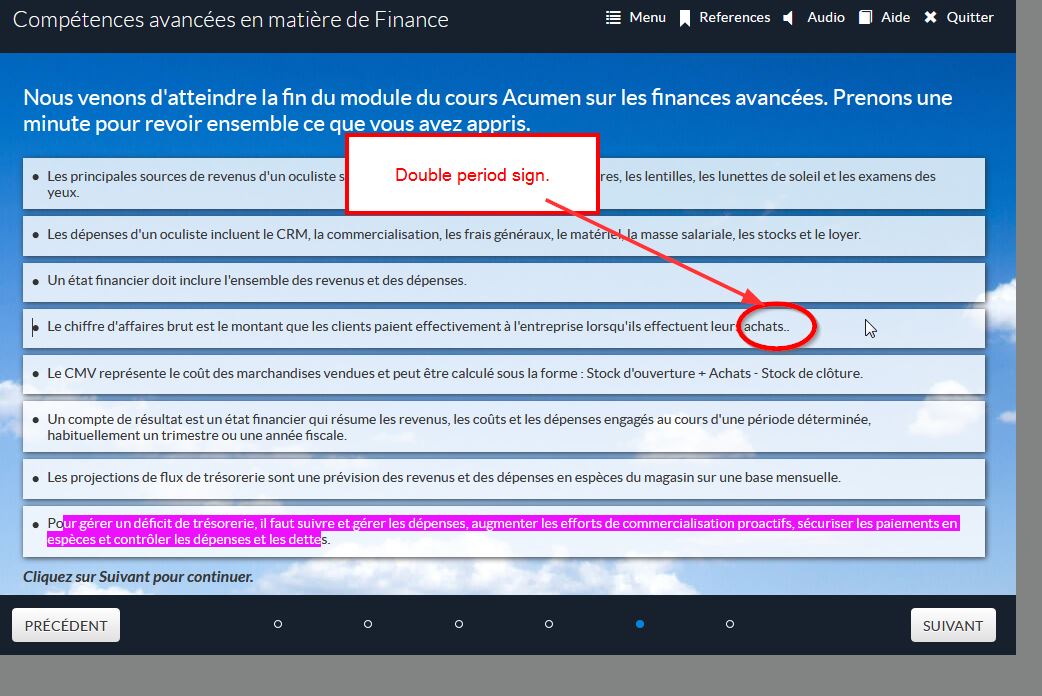 Compétences avancées en matière de Finance
Menu References Audio Aide Quitter
Nous venons d'atteindre la fin du module du cours Acumen sur les finances avancées. Prenons une
minute pour revoir ensemble ce que vous avez appris.
Double period sign.
Les principales sources de revenus d'un oculiste les lentilles, les lunettes de soleil et les examens des
yeux.
Les dépenses d'un oculiste incluent le CRM, la commercialisation, les frais généraux, le matériel, la masse salariale, les stocks et le loyer.
Un état financier doit inclure l'ensemble des revenus et des dépenses.
Le chiffre d'affaires brut est le montant que les clients paient effectivement à l'entreprise lorsqu'ils effectuent leurs achats..
Le CMV représente le coût des marchandises vendues et peut être calculé sous la forme : Stock d'ouverture + Achats - Stock de clôture.
Un compte de résultat est un état financier qui résume les revenus, les coûts et les dépenses engagés au cours d'une période déterminée,
habituellement un trimestre ou une année fiscale.
Les projections de flux de trésorerie sont une prévision des revenus et des dépenses en espèces du magasin sur une base mensuelle.
Pour gérer un déficit de trésorerie, il faut suivre et gérer les dépenses, augmenter les efforts de commercialisation proactifs, sécuriser les paiements en
espèces et contrôler les dépenses et les dettes.
Cliquez sur Suivant pour continuer.
PRÉCÉDENT
SUIVANT